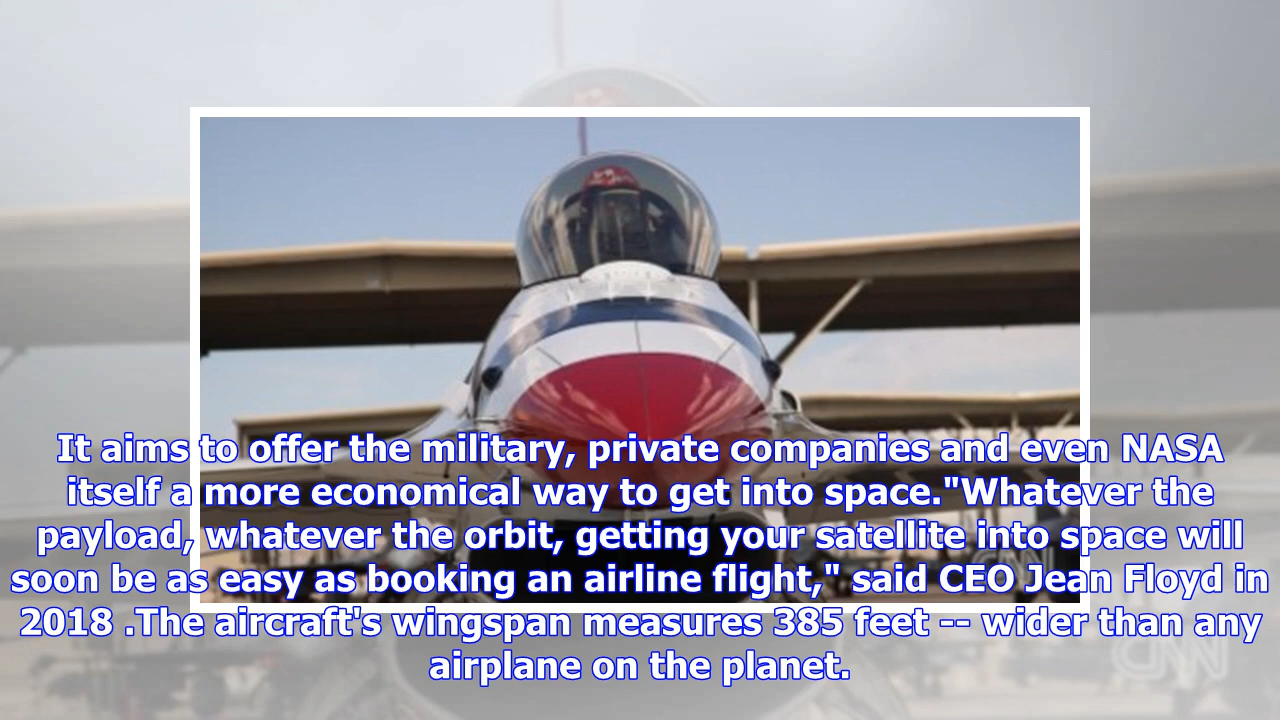 It aims to offer the military, private companies and even NASA
itself a more economical way to get into space."Whatever the
payload, whatever the orbit, getting your satellite into space will
soon be as easy as booking an airline flight," said CEO Jean Floyd in
2018 .The aircraft's wingspan measures 385 feet -- wider than any
airplane on the planet.
CNN